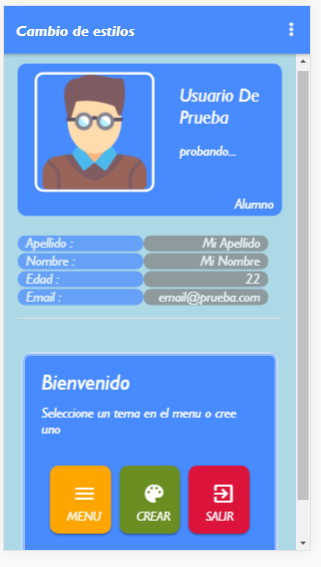 Cambio de estilos
Usuario De
Prueba
probando...
Alumno
Apellido : Mi Apellido
Nombre : Mi Nombre
Edad : 22
Email : email@prueba.com
Bienvenido
Seleccione un tema en el menu o cree
uno
MENU CREAR SALIR